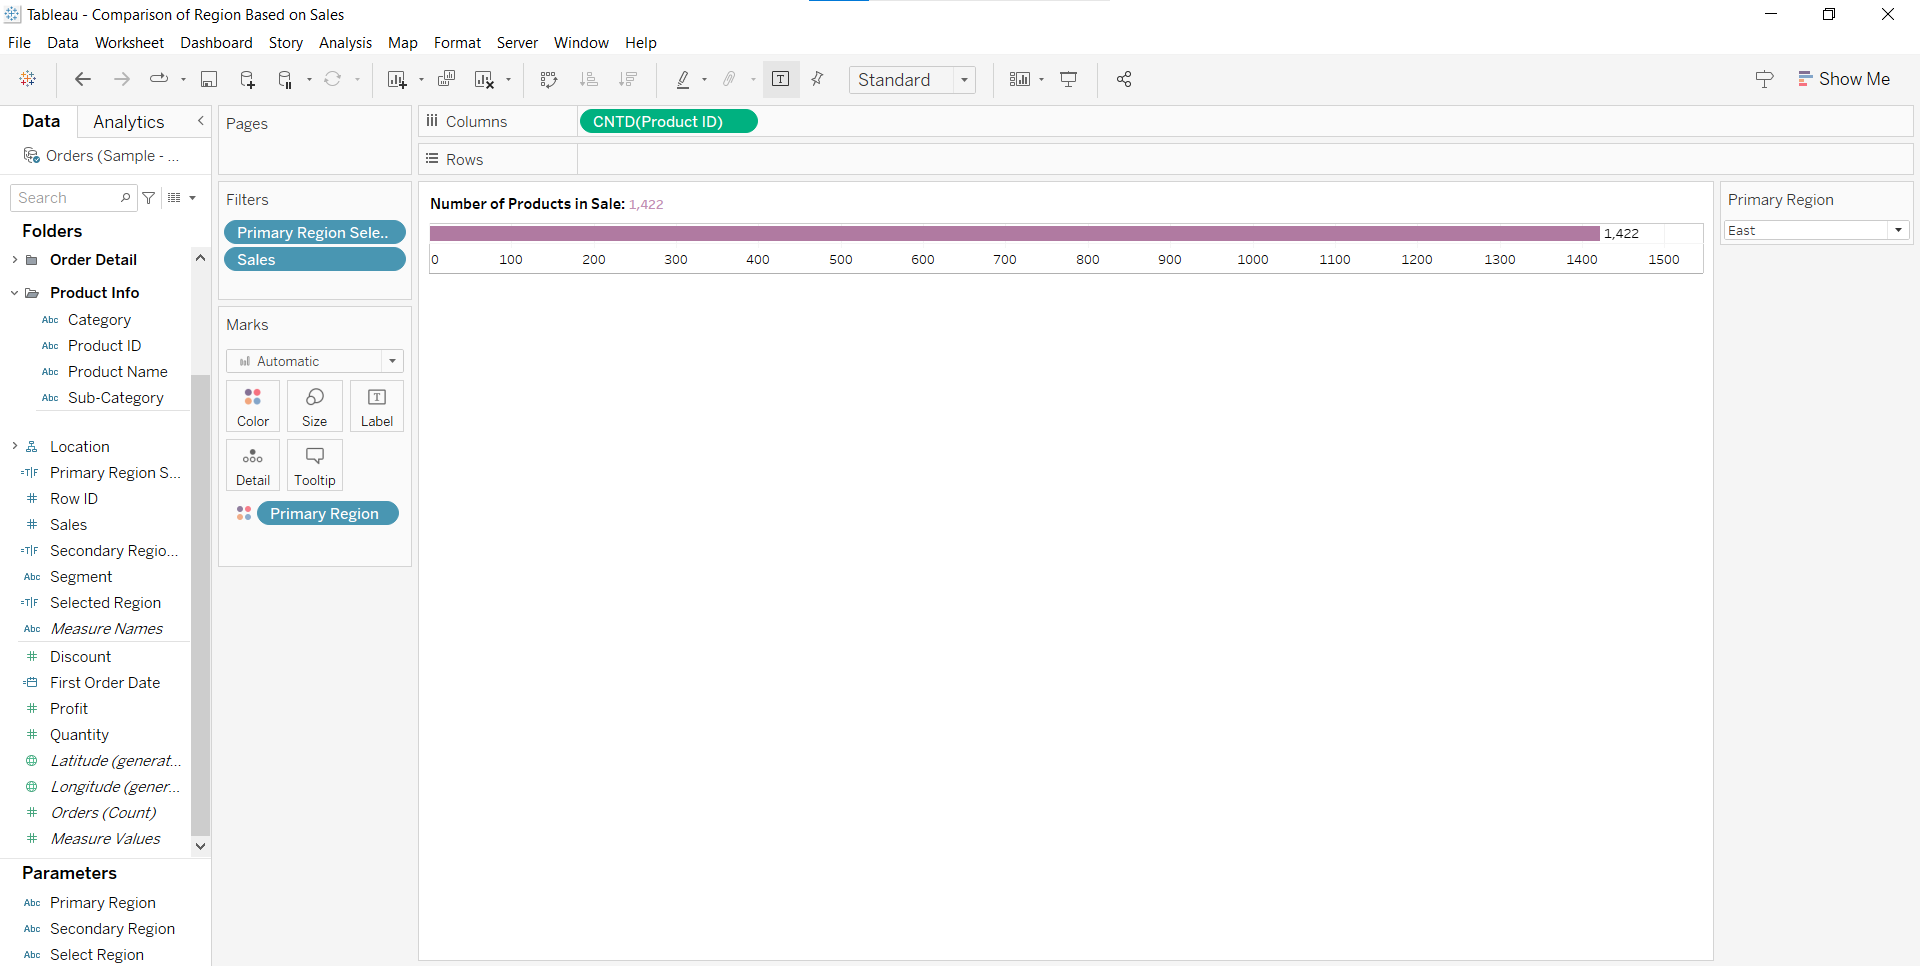 Tableau - Comparison of Region Based on Sales
File Data Worksheet Dashboard Story Analysis Map Format Server Window Help
Standard
Show Me
Data Analytics
Orders (Sample - ...
Search
Folders
Order Detail
Product Info
Abc Category
Abc Product ID
Abc Product Name
Abc Sub-Category
Location
=T|F Primary Region S...
# Row ID
# Sales
=T|F Secondary Regio...
Abc Segment
=T|F Selected Region
Abc Measure Names
# Discount
First Order Date
# Profit
# Quantity
Latitude (generat...
Longitude (gener...
# Orders (Count)
# Measure Values
Parameters
Abc Primary Region
Abc Secondary Region
Abc Select Region
Pages
Filters
Primary Region Sele..
Sales
Marks
Automatic
Color Size Label
Detail Tooltip
Primary Region
Columns CNTD(Product ID)
Rows
Number of Products in Sale: 1,422
1,422
0 100 200 300 400 500 600 700 800 900 1000 1100 1200 1300 1400 1500
Primary Region
East